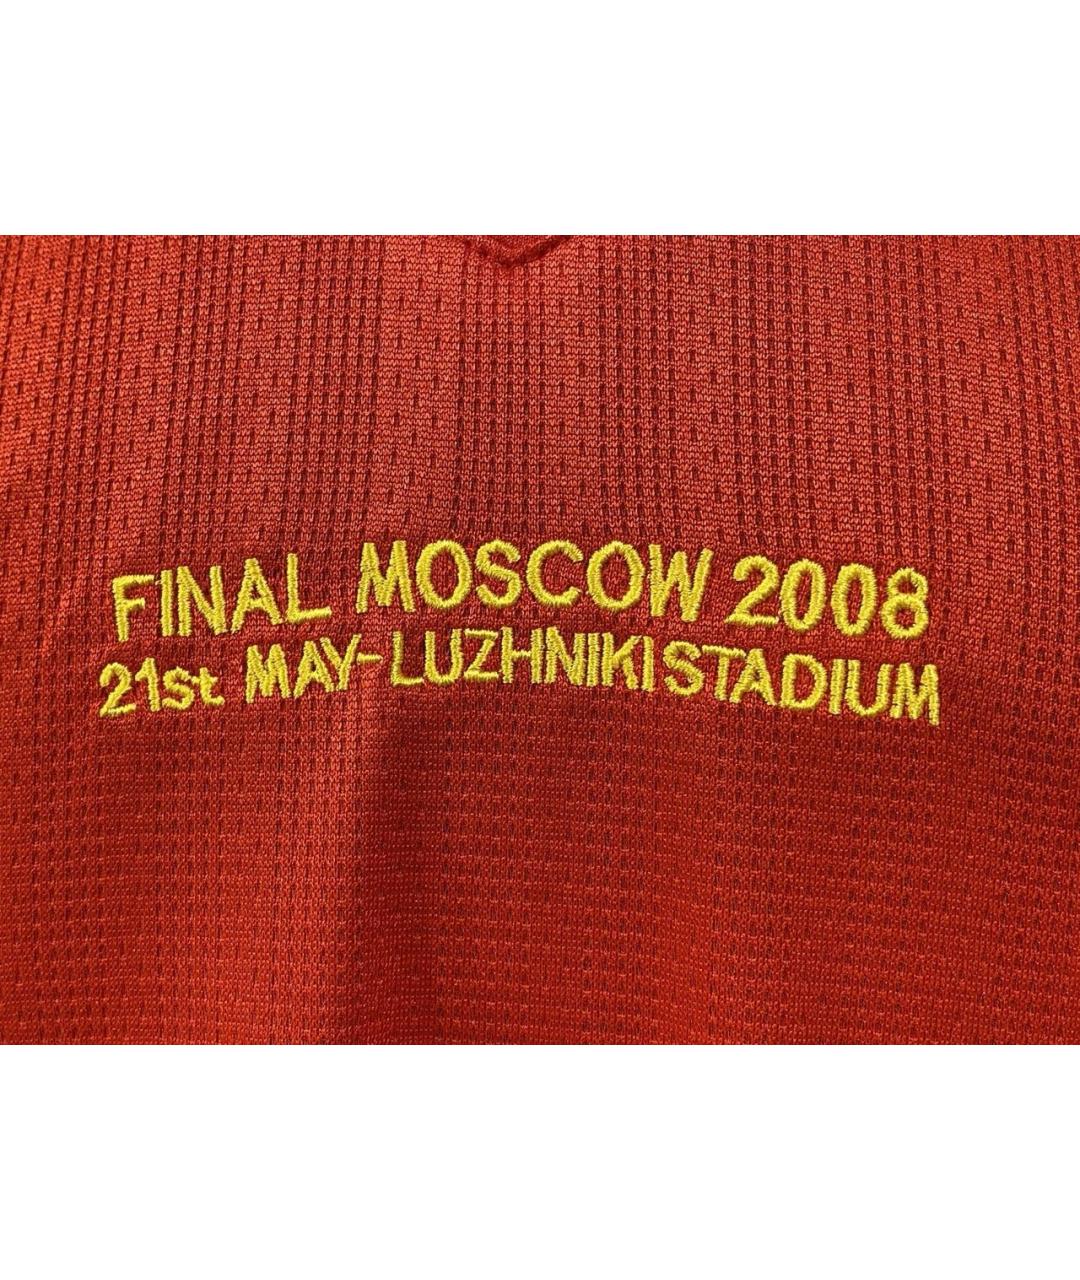 FINAL MOSCOW 2008
21st MAY-LUZHNIKI STADIUM